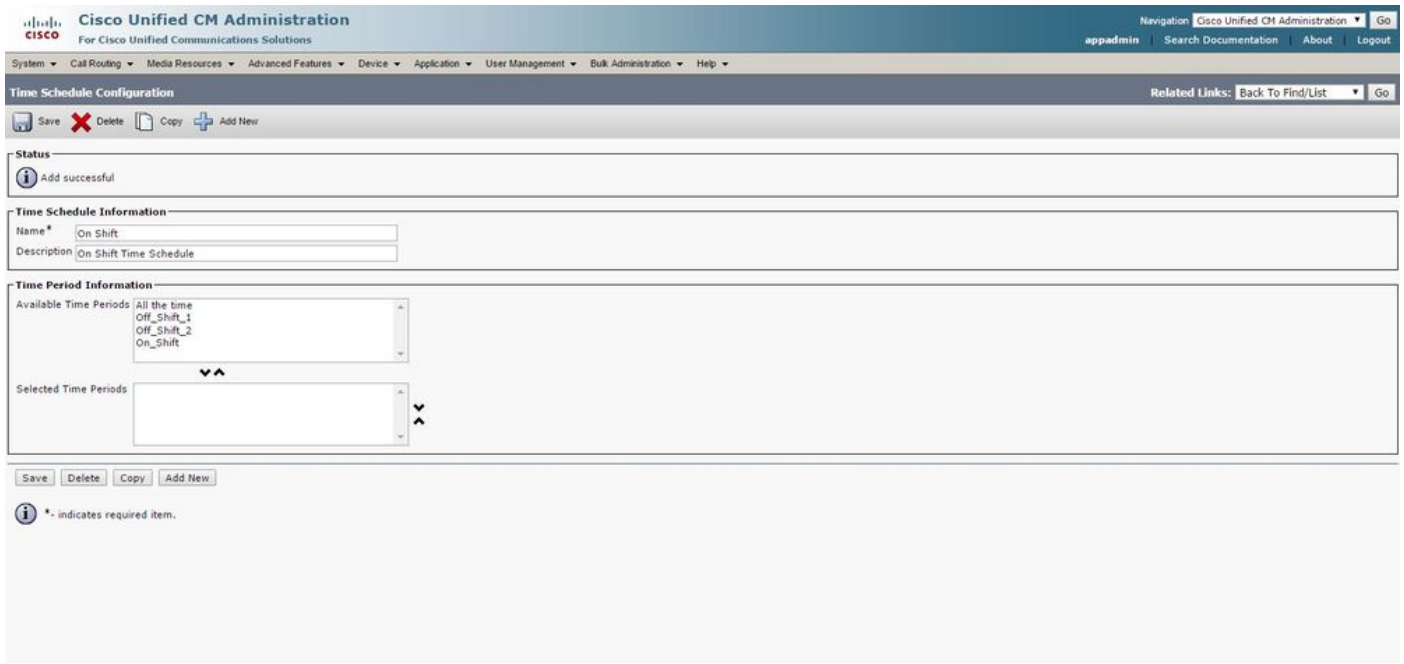 cisco
Cisco Unified CM Administration
For Cisco Unified Communications Solutions
Navigation Cisco Unified CM Administration Go
appadmin | Search Documentation | About | Logout
System Call Routing Media Resources Advanced Features Device Application User Management Bulk Administration Help
Time Schedule Configuration
Related Links: Back To Find/List Go
Save Delete Copy Add New
Status
i Add successful
Time Schedule Information
Name* On Shift
Description On Shift Time Schedule
Time Period Information
Available Time Periods All the time
Off_Shift_1
Off_Shift_2
On_Shift
Selected Time Periods
Save Delete Copy Add New
i *- indicates required item.